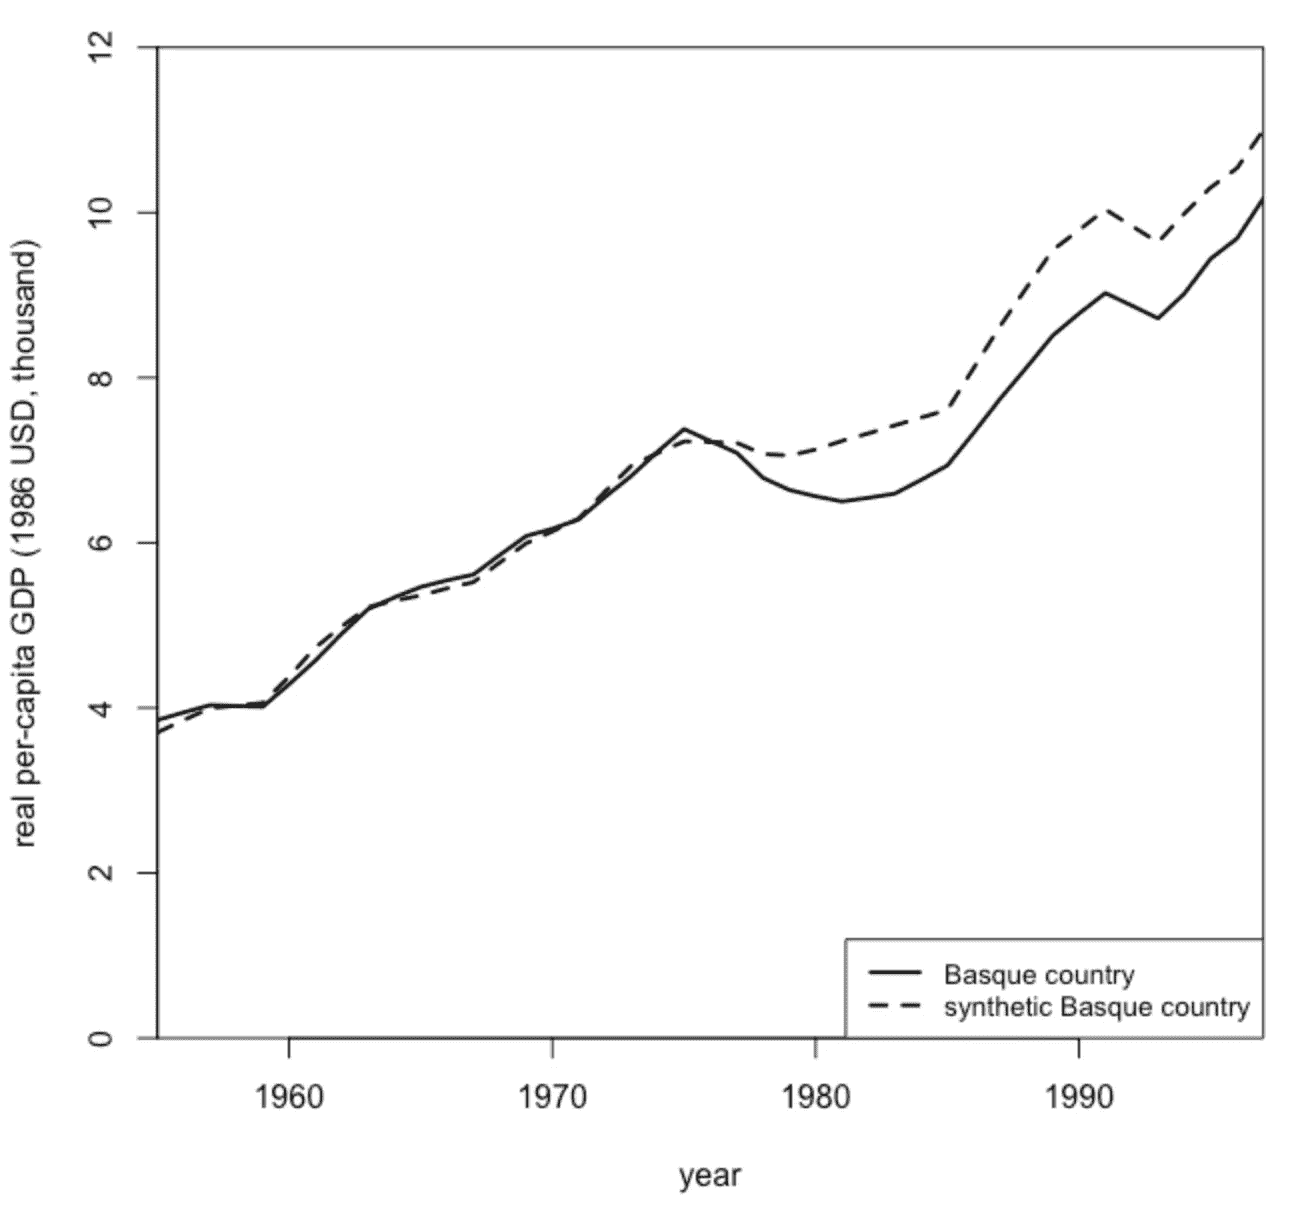 12
10
8
6
4
2
0
real per-capita GDP (1986 USD, thousand)
Basque country
synthetic Basque country
1960 1970 1980 1990
year